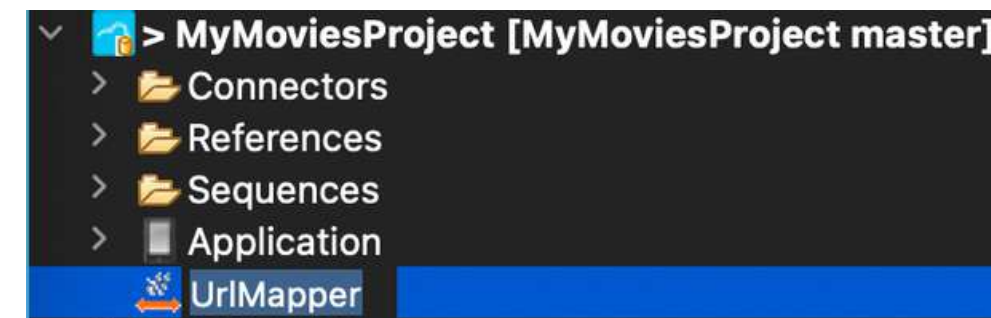 > MyMoviesProject [MyMoviesProject master]
Connectors
References
Sequences
Application
UrlMapper